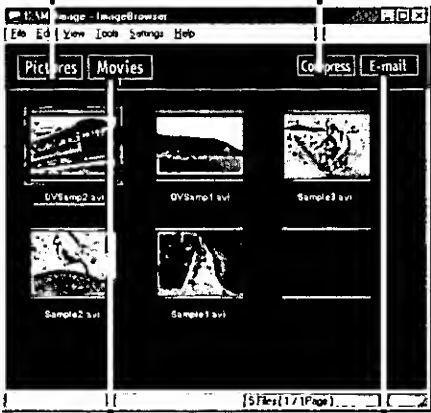 Image - ImageBrowser
File Edit View Tools Settings Help
Pictures Movies Compress E-mail
DVSamp2.avi DVSamp1.avi Sample3.avi
Sample2.avi Sample1.avi
5 Files [1/1Page]